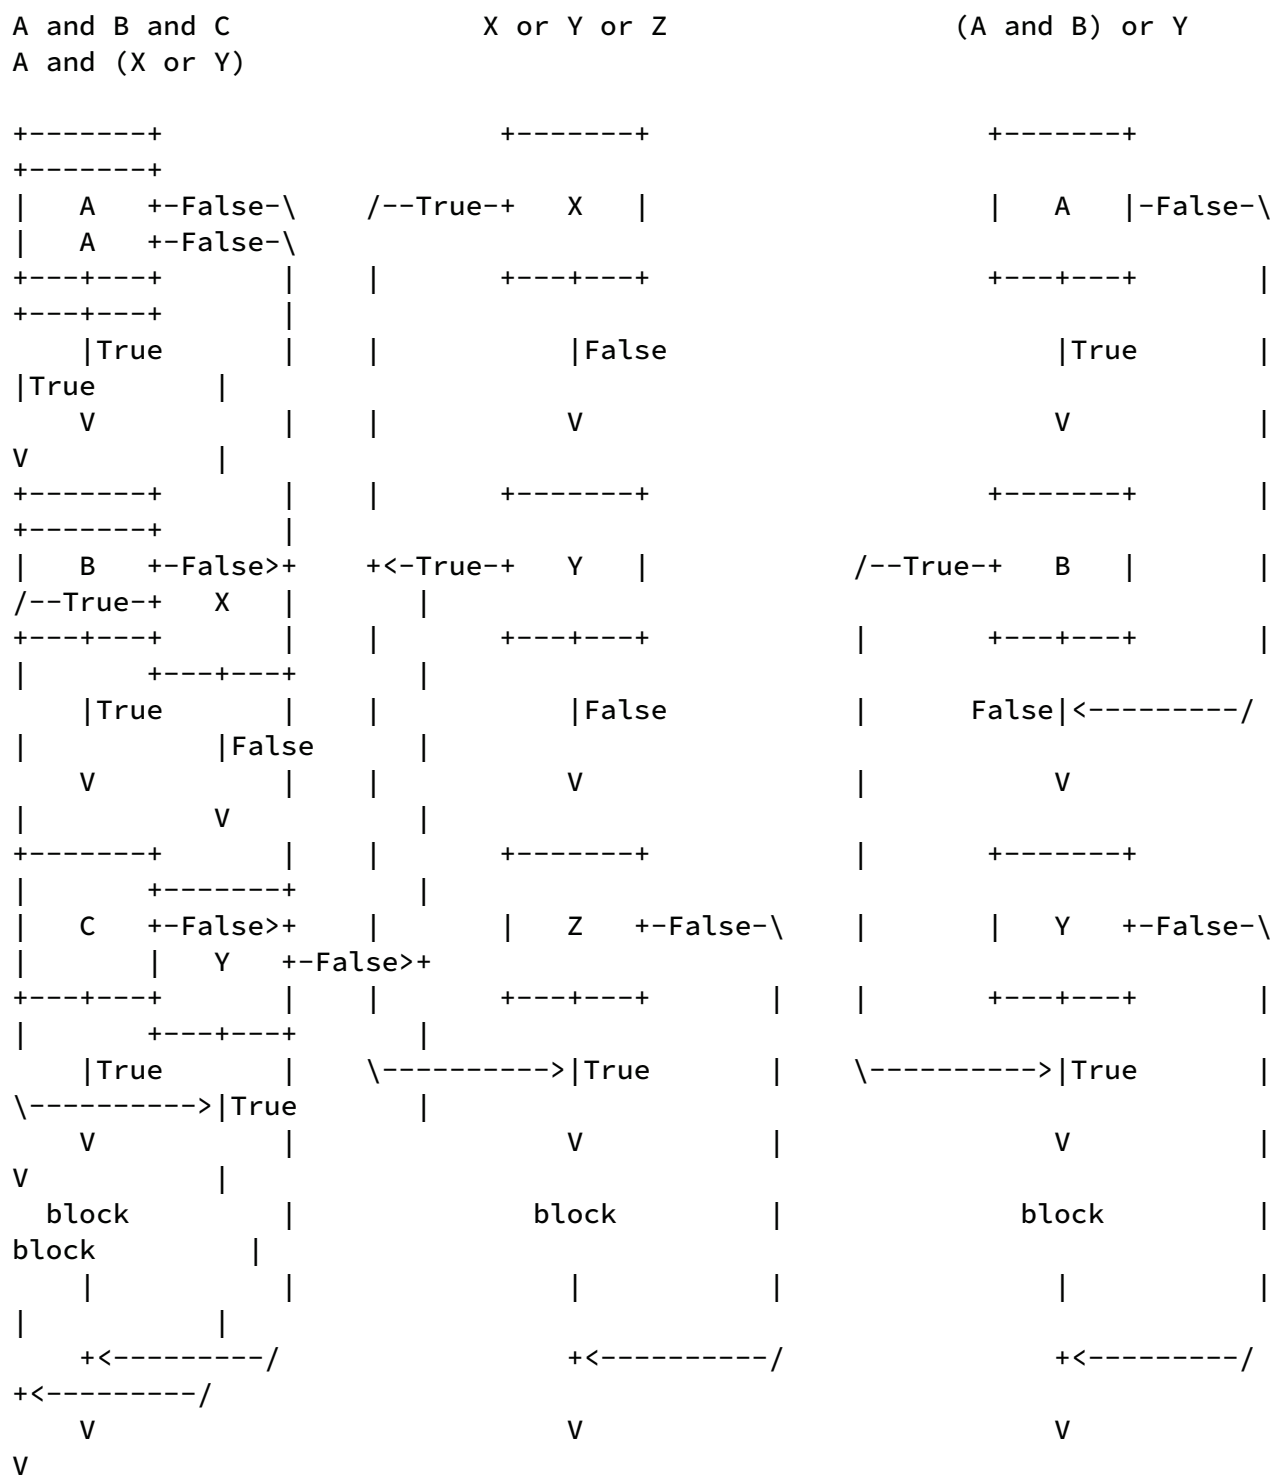 A and B and C               X or Y or Z                 (A and B) or Y
A and (X or Y)

+-------+                    +-------+                    +-------+
+-------+
|   A   +-False-\    /--True-+   X   |                    |   A   |-False-\
|   A   +-False-\
+---+---+       |    |       +---+---+                    +---+---+       |
+---+---+       |
    |True       |    |           |False                       |True       |
|True       |
    V           |    |           V                            V           |
V           |
+-------+       |    |       +-------+                    +-------+       |
+-------+       |
|   B   +-False>+    +<-True-+   Y   |            /--True-+   B   |       |
/--True-+   X   |       |
+---+---+       |    |       +---+---+            |       +---+---+       |
|       +---+---+       |
    |True       |    |           |False           |      False|<---------/
|           |False      |
    V           |    |           V                |           V
|           V           |
+-------+       |    |       +-------+            |       +-------+
|       +-------+       |
|   C   +-False>+    |       |   Z   +-False-\    |       |   Y   +-False-\
|       |   Y   +-False>+
+---+---+       |    |       +---+---+       |    |       +---+---+       |
|       +---+---+       |
    |True       |    \---------->|True       |    \---------->|True       |
\---------->|True       |
    V           |                V           |                V           |
V           |
  block         |              block         |              block         |
block         |
    |           |                |           |                |           |
|           |
    +<---------/                 +<----------/                +<---------/
+<---------/
    V                            V                            V
V